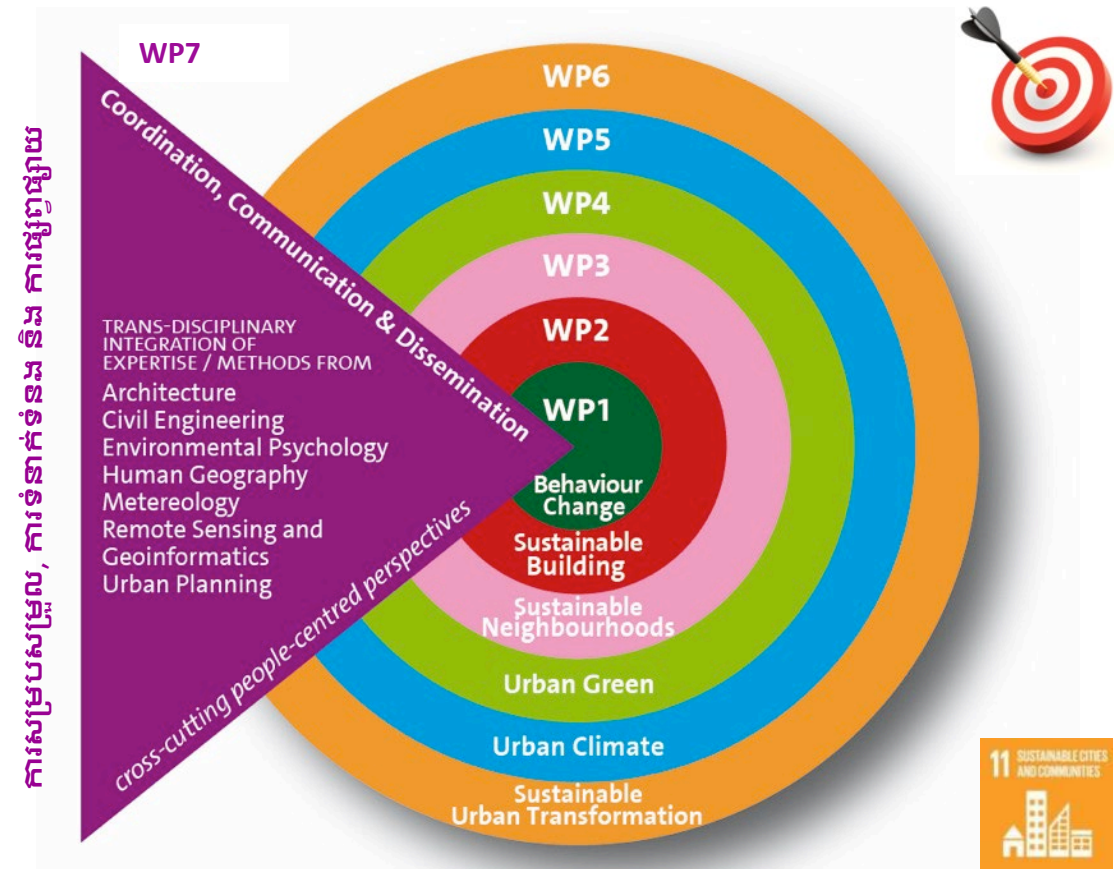 WP7
ការសម្របសម្រួល, ការទំនាក់ទំនង និង ការផ្សព្វផ្សាយ
Coordination, Communication & Dissemination
TRANS-DISCIPLINARY
INTEGRATION OF
EXPERTISE / METHODS FROM
Architecture
Civil Engineering
Environmental Psychology
Human Geography
Metereology
Remote Sensing and
Geoinformatics
Urban Planning
cross-cutting people-centred perspectives
WP6
WP5
WP4
WP3
WP2
WP1
Behaviour
Change
Sustainable
Building
Sustainable
Neighbourhoods
Urban Green
Urban Climate
Sustainable
Urban Transformation
11 SUSTAINABLE CITIES
AND COMMUNITIES